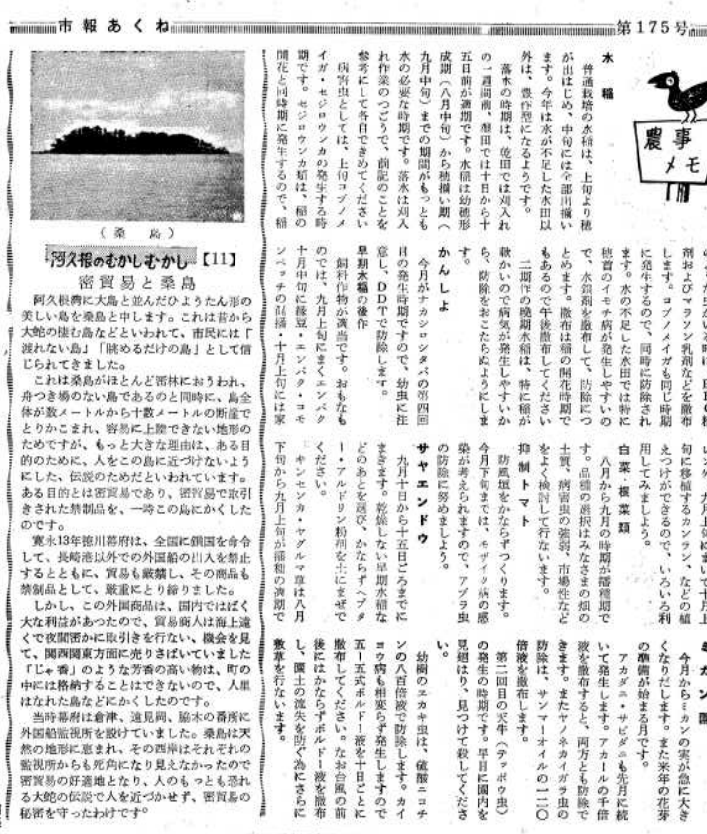 市報あくね
第175号
農事
メモ
水稲
普通栽培の水稲は、上旬より穂
が出はじめ、中旬には全部出揃い
ます。今年は水が不足した水田以
外は、豊作型になるようです。
落水の時期は、乾田では刈入れ
の一週間前、湿田では十日から十
五日前が適期です。水稲は幼穂形
成期(八月中旬)から穂揃い期(
九月中旬)までの期間がもっとも
水の必要な時期です。落水は刈入
れ作業のつごうで、前記のことを
参考にして各自できめてください
病害虫としては、上旬コブノメ
イガ・セジロウンカの発生する時
期です。セジロウンカ類は、稲の
開花と同時期に発生するので、稲
剤およびマラソン乳剤などを撒布
します。コブノメイガも同じ時期
に発生するので、同時に防除され
ます。水の不足した水田では特に
穂首のイモチ病が発生しやすいの
で、水銀剤を撒布して、防除につ
とめます。撒布は稲の開花時期で
もあるので午後撒布してください
二期作の晩期水稲は、特に稲が
軟かいので病気が発生しやすいか
ら、防除をおこたらぬようにしま
す。
かんしょ
今月がナカジロシタバの第四回
目の発生時期ですので、幼虫に注
意し、DDTで防除します。
早期水稲の後作
飼料作物が適当です。おもなも
のでは、九月上旬にまくエンバク
十月中旬に緑豆・エンバク・コモ
ンベッチの混播・十月上旬には家
旬に移植するカンラン、などの植
えつけができるので、いろいろ利
用してみましょう。
白菜・根菜類
八月から九月の時期が播種期で
す。品種の選択はみなさまの畑の
土質、病害虫の強弱、市場性など
をよく検討して行ないます。
抑制トマト
防風垣をかならずつくります。
今月下旬までは、モザイク病の感
染が考えられますので、アブラ虫
の防除に努めましょう。
サヤエンドウ
九月十日から十五日ごろまでに
まきます。乾燥しない早期水稲な
どのあとを選び、かならずヘプタ
ー・アルドリン粉剤を土にまぜて
ください。
キンセンカ・ヤグルマ草は八月
下旬から九月上旬が播種の適期で
ミカン園
今月からミカンの実が急に大き
くなりだします。また来年の花芽
の準備が始まる月です。
アカダニ・サビダニも先月に続
いて発生します。アカールの千倍
液を撒布すると、両方とも防除で
きます。またヤノネカイガラ虫の
防除は、サンマーオイルの一二〇
倍液を撒布します。
第二回目の天牛(テッポウ虫)
の発生の時期です。早目に園内を
見廻はり、見つけて殺してくださ
い。
幼樹のエカキ虫は、硫酸ニコチ
ンの八百倍液で防除します。カイ
ヨウ病も相変らず発生しますので
五-五式ボルドー液を十日ごとに
散布してください。なお台風の前
後にはかならずボルドー液を撒布
し、園土の流失を防ぐ為にさらに
敷草を行ないます。
(桑島)
阿久根のむかしむかし【11】
密貿易と桑島
阿久根湾に大島と並んだひょうたん形の
美しい島を桑島と申します。これは昔から
大蛇の棲む島などといわれて、市民には「
渡れない島」「眺めるだけの島」として信
じられてきました。
これは桑島がほとんど密林におうわれ、
舟つき場のない島であるのと同時に、島全
体が数メートルから十数メートルの断崖で
とりかこまれ、容易に上陸できない地形の
ためですが、もっと大きな理由は、ある目
的のために、人をこの島に近づけないよう
にした、伝説のためだといわれています。
ある目的とは密貿易であり、密貿易で取引
きされた禁制品を、一時この島にかくした
のです。
寛永13年徳川幕府は、全国に鎖国を命令
して、長崎港以外での外国船の出入を禁止
するとともに、貿易も厳禁し、その商品も
禁制品として、厳重にとり締りました。
しかし、この外国商品は、国内ではばく
大な利益があったので、貿易商人は海上遠
くで夜間密かに取引きを行ない、機会を見
て、関西関東方面に売りさばいていました
「じゃ香」のような芳香の高い物は、町の
中には格納することはできないので、人里
はなれた島などにかくしたのです。
当時幕府は倉津、遠見岡、脇本の番所に
外国船監視所を設けていました。桑島は天
然の地形に恵まれ、その西岸はそれぞれの
監視所からも死角になり見えなかったので
密貿易の好適地となり、人のもっとも恐れ
る大蛇の伝説で人を近づかせず、密貿易の
秘密を守ったわけです。